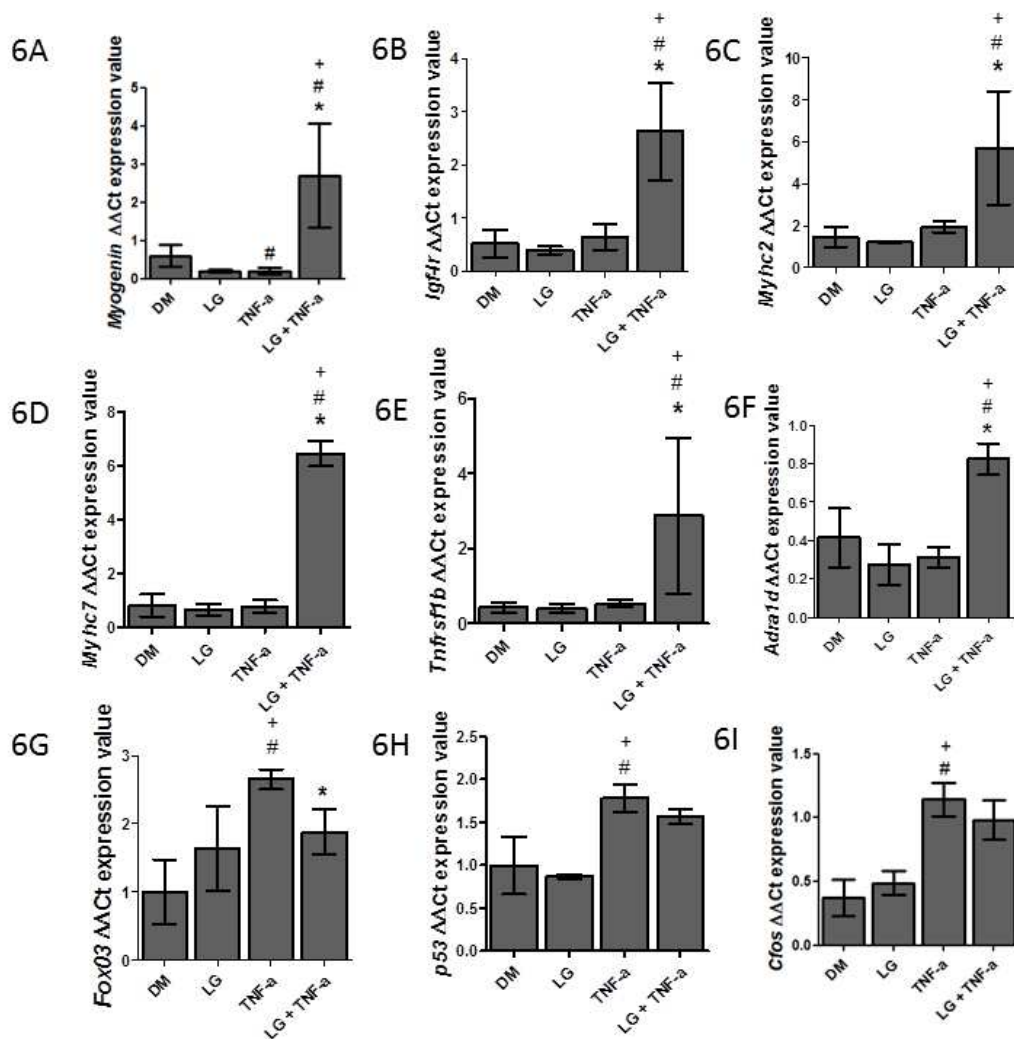 6A
Myogenin ΔΔCt expression value
5
4
3
2
1
0
+
#
*
#
DM
LG
TNF-a
LG + TNF-a
6B
Igf4r ΔΔCt expression value
4
3
2
1
0
+
#
*
DM
LG
TNF-a
LG + TNF-a
6C
Myhc2 ΔΔCt expression value
10
8
6
4
2
0
+
#
*
DM
LG
TNF-a
LG + TNF-a
6D
Myhc7 ΔΔCt expression value
8
6
4
2
0
+
#
*
DM
LG
TNF-a
LG + TNF-a
6E
Tnfrsf1b ΔΔCt expression value
6
4
2
0
+
#
*
DM
LG
TNF-a
LG + TNF-a
6F
Adra1d ΔΔCt expression value
1.0
0.8
0.6
0.4
0.2
0.0
+
#
*
DM
LG
TNF-a
LG + TNF-a
6G
Fox03 ΔΔCt expression value
3
2
1
0
+
#
*
DM
LG
TNF-a
LG + TNF-a
6H
p53 ΔΔCt expression value
2.5
2.0
1.5
1.0
0.5
0.0
+
#
DM
LG
TNF-a
LG + TNF-a
6I
Cfos ΔΔCt expression value
1.5
1.0
0.5
0.0
+
#
DM
LG
TNF-a
LG + TNF-a